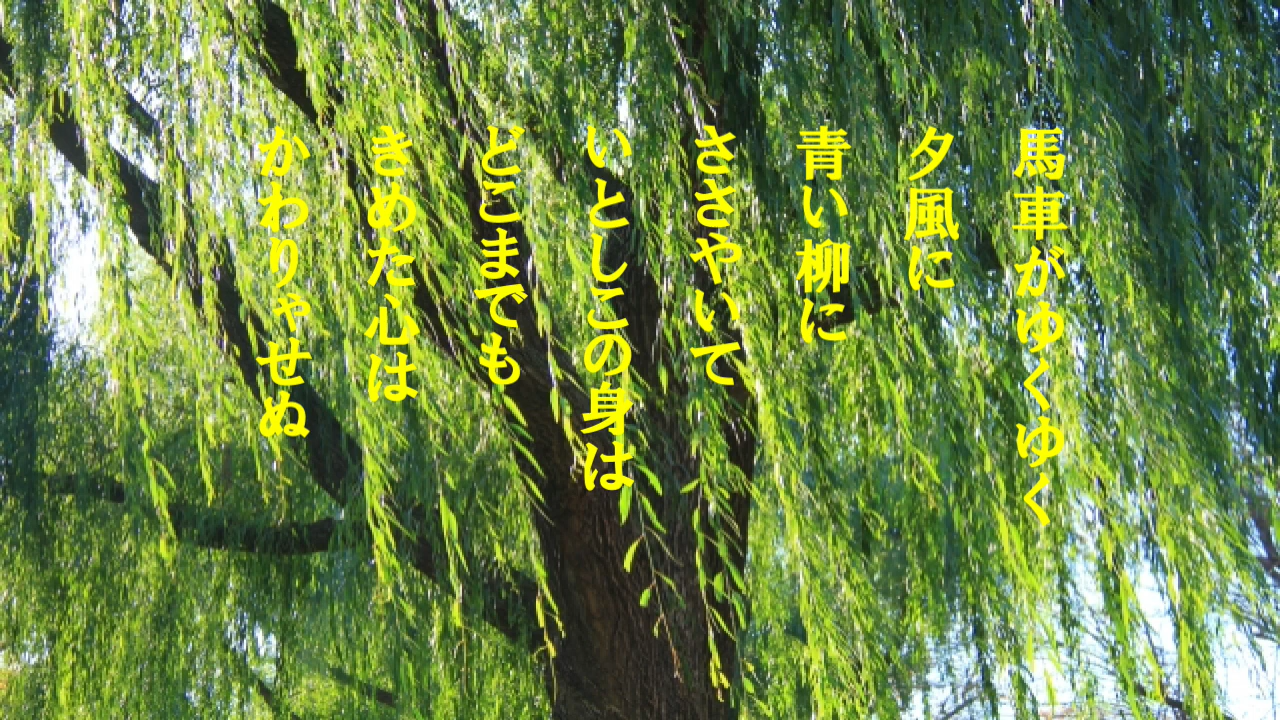 馬車がゆくゆく
夕風に
青い柳に
ささやいて
いとしこの身は
どこまでも
きめた心は
かわりゃせぬ